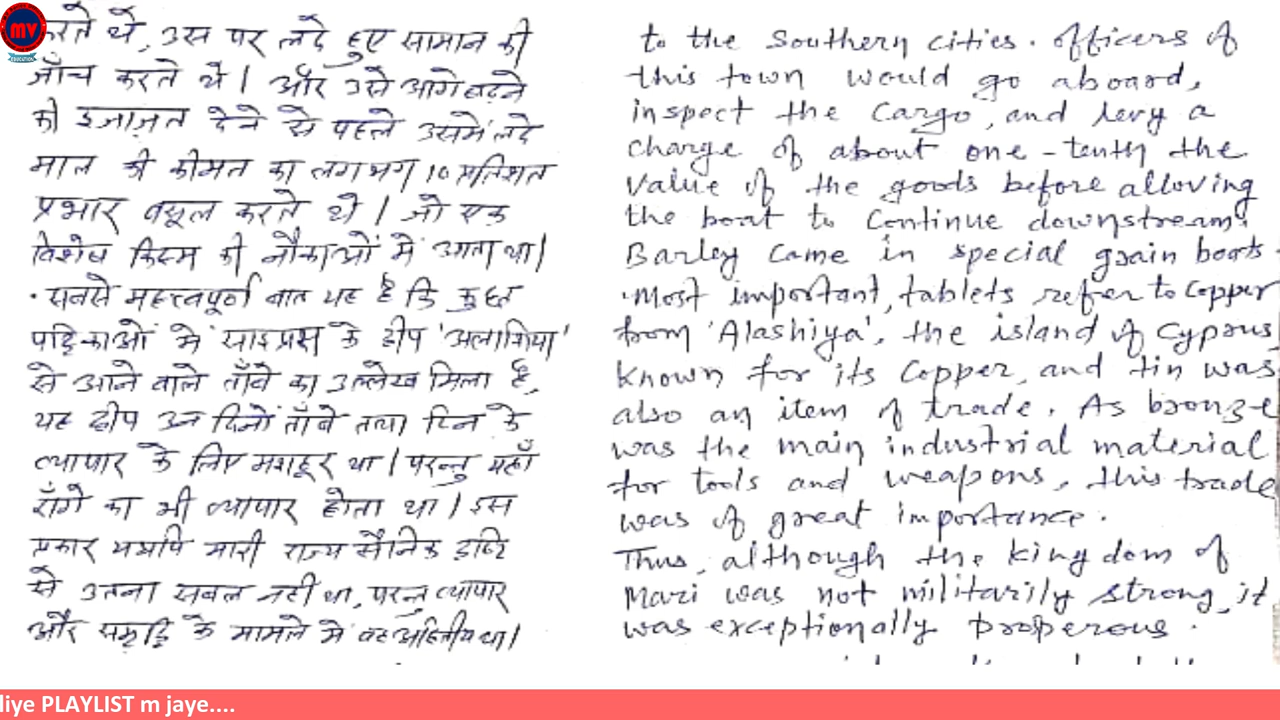 mv
EDUCATION
करते थे, उस पर लदे हुए सामान की
जाँच करते थे। और उसे आगे बढ़ने
की इजाज़त देने से पहले उसमें लदे
माल की कीमत का लगभग 10 प्रतिशत
प्रभार वसूल करते थे। जो एक
विशेष किस्म की नौकाओं में आता था।
• सबसे महत्त्वपूर्ण बात यह है कि कुछ
पट्टिकाओं में साइप्रस के द्वीप 'अलाशिया'
से आने वाले ताँबे का उल्लेख मिला है,
यह द्वीप उन दिनों ताँबे तथा टिन के
व्यापार के लिए मशहूर था। परन्तु यहाँ
राँगे का भी व्यापार होता था। इस
प्रकार यद्यपि मारी राज्य सैनिक दृष्टि
से उतना सबल नहीं था, परन्तु व्यापार
और समृद्धि के मामले में वह अद्वितीय था।
to the Southern cities. Officers of
this town would go aboard,
inspect the Cargo, and levy a
charge of about one-tenth the
Value of the goods before alloving
the boat to Continue downstream.
Barley Came in special grain boats.
•Most important, tablets refer to Copper
from 'Alashiya', the island of Cyprus,
Known for its Copper, and tin was
also an item of trade. As bronze
was the main industrial material
for tools and weapons, this trade
was of great importance.
Thus, although the kingdom of
Mari was not militarily strong, it
was exceptionally prosperous.
liye PLAYLIST m jaye....